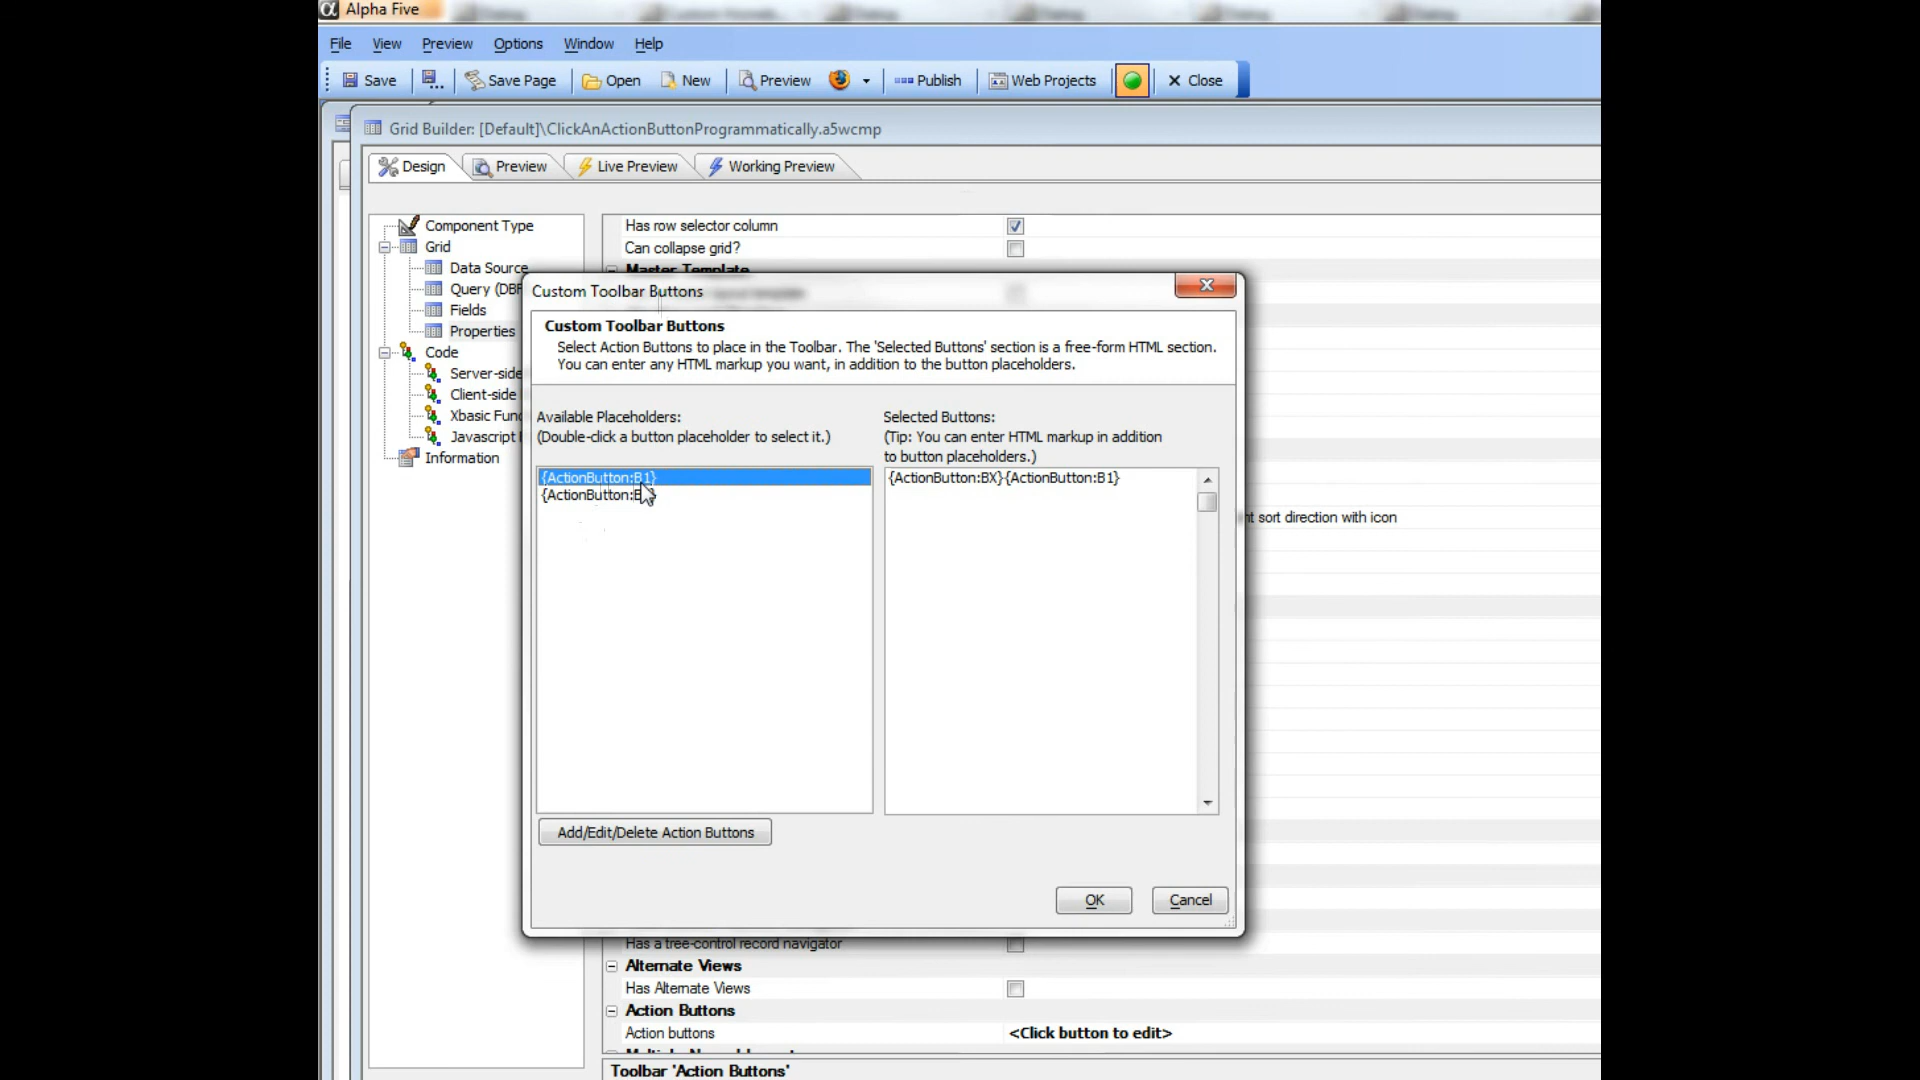 Alpha Five
File View Preview Options Window Help
Save Save Page Open New Preview Publish Web Projects Close
Grid Builder: [Default]\ClickAnActionButtonProgrammatically.a5wcmp
Design Preview Live Preview Working Preview
Component Type
Grid
Data Source
Query (DBF
Fields
Properties
Code
Server-side
Client-side
Xbasic Func
Javascript
Information
Has row selector column
Can collapse grid?
Master Template
Custom Toolbar Buttons
Custom Toolbar Buttons
Select Action Buttons to place in the Toolbar. The 'Selected Buttons' section is a free-form HTML section.
You can enter any HTML markup you want, in addition to the button placeholders.
Available Placeholders:
(Double-click a button placeholder to select it.)
{ActionButton:B1}
{ActionButton:B
Selected Buttons:
(Tip: You can enter HTML markup in addition
to button placeholders.)
{ActionButton:BX}{ActionButton:B1}
sort direction with icon
Add/Edit/Delete Action Buttons
OK Cancel
Has a tree-control record navigator
Alternate Views
Has Alternate Views
Action Buttons
Action buttons <Click button to edit>
Toolbar 'Action Buttons'